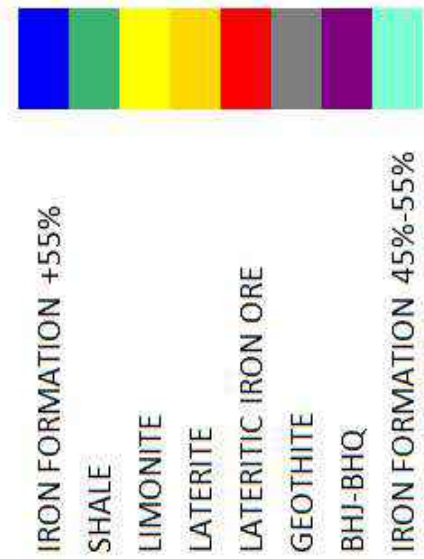 IRON FORMATION +55%
SHALE
LIMONITE
LATERITE
LATERITIC IRON ORE
GEOTHITE
BHJ-BHQ
IRON FORMATION 45%-55%